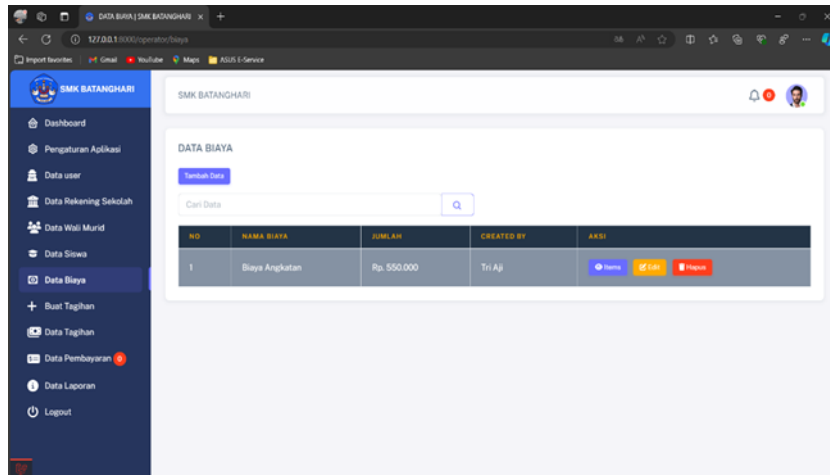 DATA BIAYA | SMK BATANGHARI
127.0.0.1:8000/operator/biaya
Import favorites
Gmail
YouTube
Maps
ASUS E-Service
SMK BATANGHARI
SMK BATANGHARI
0
Dashboard
Pengaturan Aplikasi
Data user
Data Rekening Sekolah
Data Wali Murid
Data Siswa
Data Biaya
Buat Tagihan
Data Tagihan
Data Pembayaran 0
Data Laporan
Logout
DATA BIAYA
Tambah Data
Cari Data
NO NAMA BIAYA JUMLAH CREATED BY AKSI
1 Biaya Angkatan Rp. 550.000 Tri Aji Items Edit Hapus